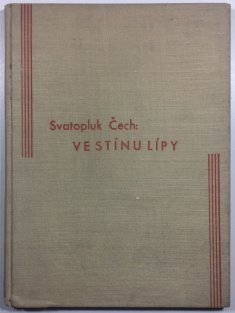 Svatopluk Čech:
VE STÍNU LÍPY